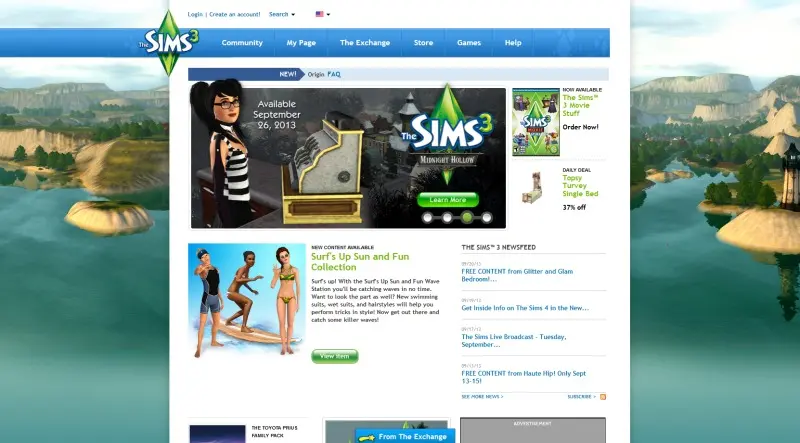 Login | Create an account! Search
The SIMS 3
Community My Page The Exchange Store Games Help
NEW! Origin FAQ
Available
September
26, 2013
The SIMS 3
MIDNIGHT HOLLOW
Learn More
NOW AVAILABLE
The Sims™
3 Movie
Stuff
Order Now!
DAILY DEAL
Topsy
Turvey
Single Bed
37% off
NEW CONTENT AVAILABLE
Surf's Up Sun and Fun
Collection
Surf's up! With the Surf's Up Sun and Fun Wave
Station you'll be catching waves in no time.
Want to look the part as well? New swimming
suits, wet suits, and hairstyles will help you
perform tricks in style! Now get out there and
catch some killer waves!
View Item
THE SIMS™ 3 NEWSFEED
09/20/13
FREE CONTENT from Glitter and Glam
Bedroom!...
09/19/13
Get Inside Info on The Sims 4 in the New...
09/17/13
The Sims Live Broadcast - Tuesday,
September...
09/13/13
FREE CONTENT from Haute Hip! Only Sept
13-15!
SEE MORE NEWS > SUBSCRIBE >
THE TOYOTA PRIUS
FAMILY PACK
From The Exchange
ADVERTISEMENT